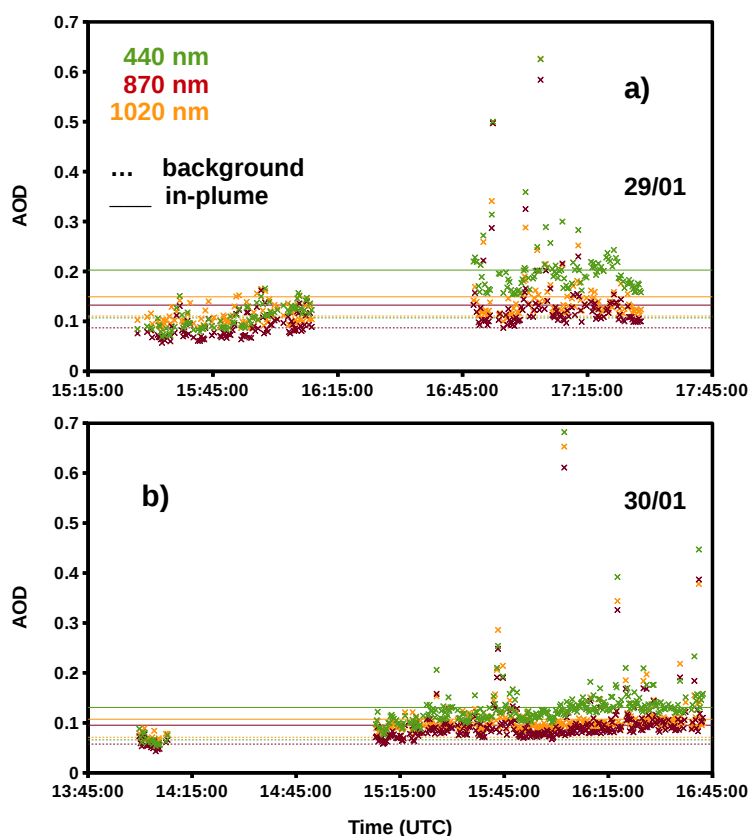 0.7
440 nm
870 nm
1020 nm
a)
0.6
0.5
... background
___ in-plume
29/01
0.4
AOD
0.3
0.2
0.1
0
15:15:00 15:45:00 16:15:00 16:45:00 17:15:00 17:45:00
0.7
b)
30/01
0.6
0.5
0.4
AOD
0.3
0.2
0.1
0
13:45:00 14:15:00 14:45:00 15:15:00 15:45:00 16:15:00 16:45:00
Time (UTC)